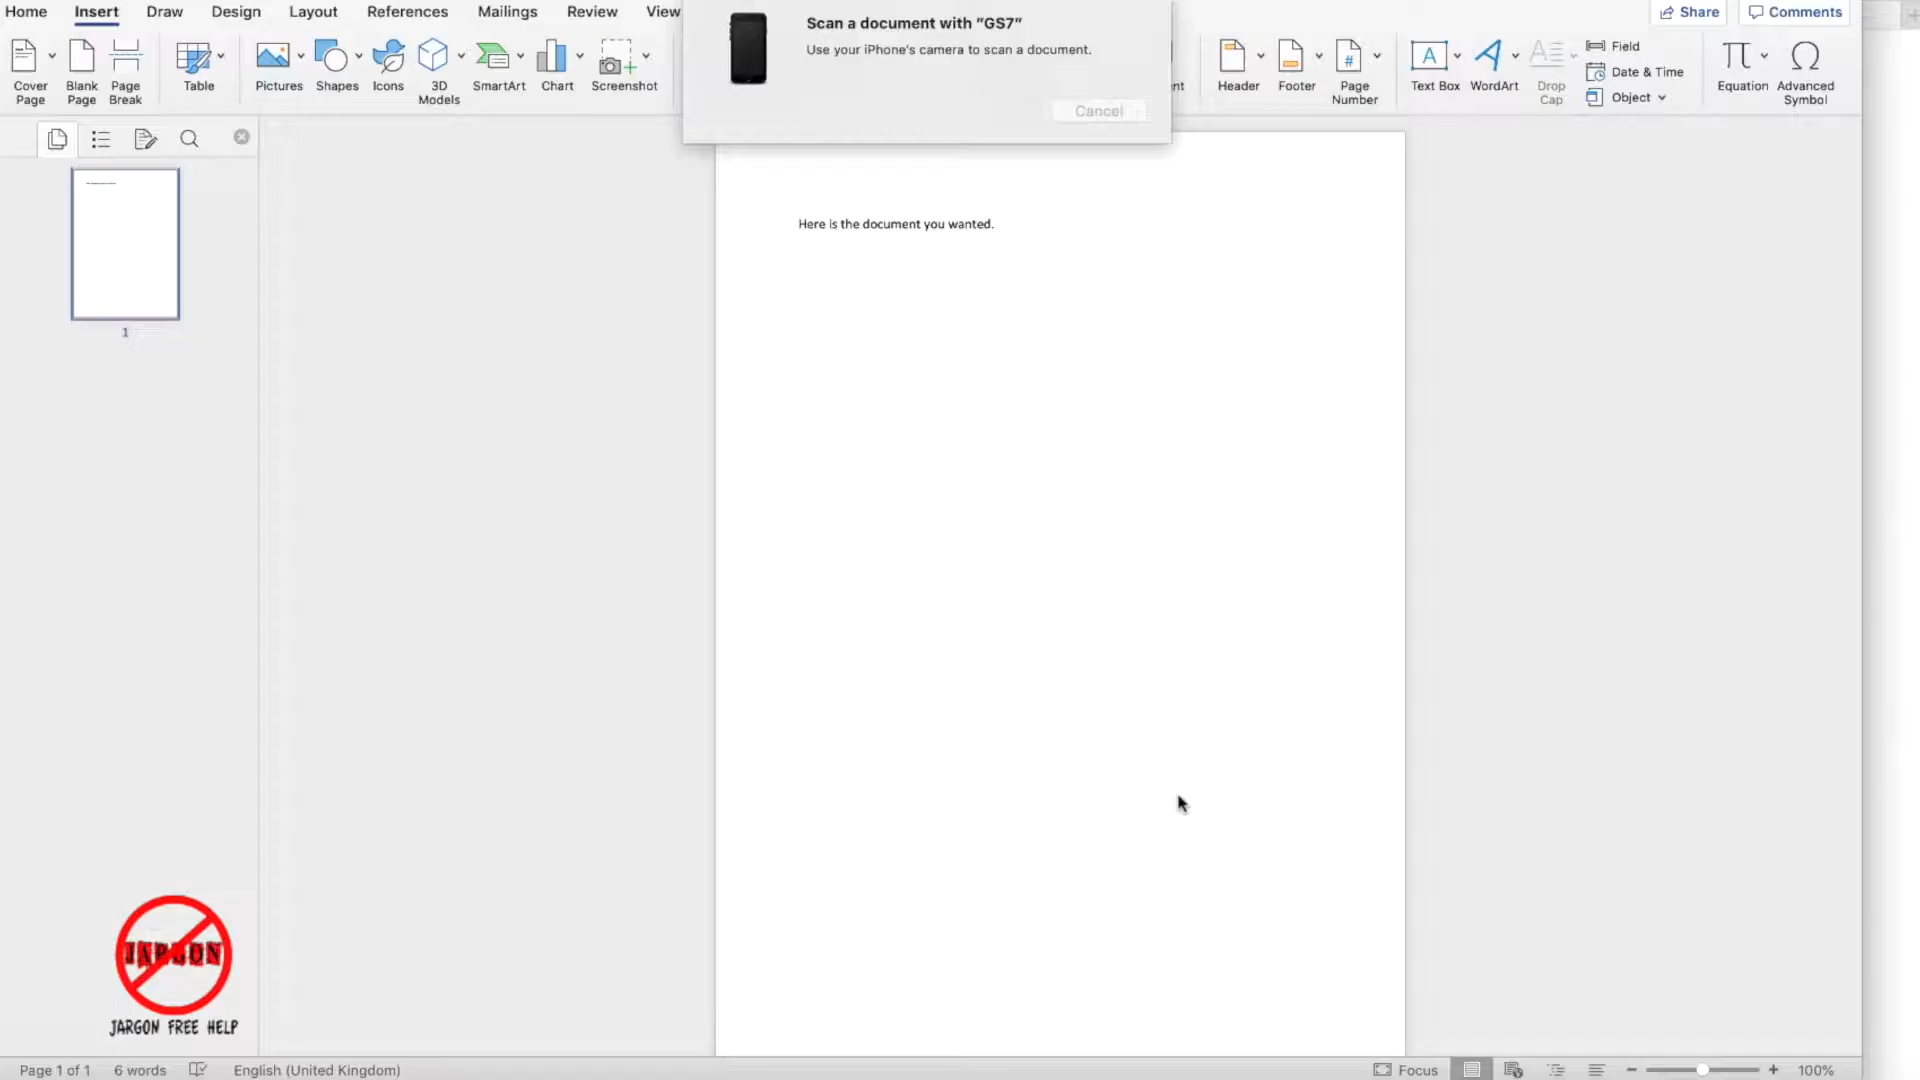 Home Insert Draw Design Layout References Mailings Review View
Scan a document with "GS7"
Use your iPhone's camera to scan a document.
Cancel
Share Comments
Cover Page
Blank Page
Page Break
Table
Pictures
Shapes
Icons
3D Models
SmartArt
Chart
Screenshot
nt
Header
Footer
Page Number
#
A
Text Box
WordArt
Drop Cap
Field
Date & Time
Object
π
Equation
Ω
Advanced Symbol
1
Here is the document you wanted.
JARGON
JARGON FREE HELP
Page 1 of 1 6 words English (United Kingdom) Focus 100%